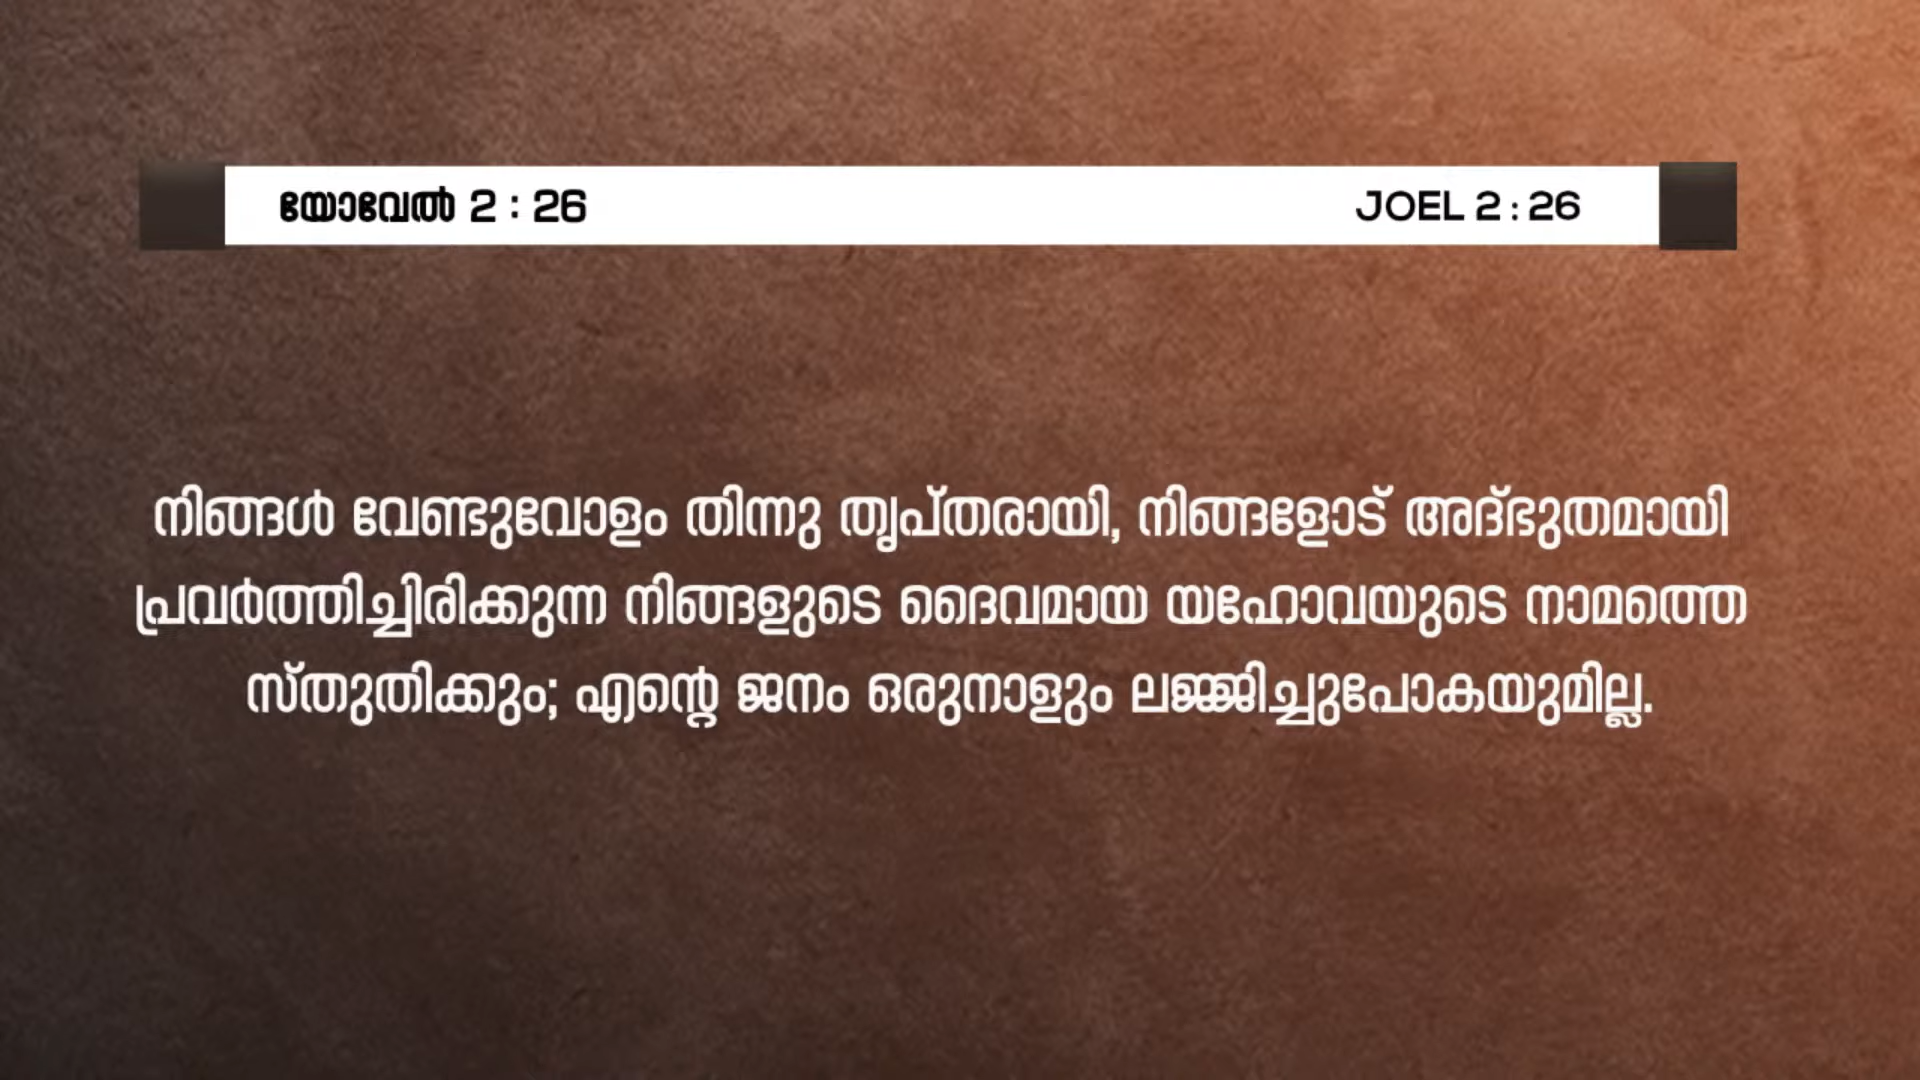 യോവേൽ 2 : 26
JOEL 2 : 26
നിങ്ങൾ വേണ്ടുവോളം തിന്നു തൃപ്തരായി, നിങ്ങളോട് അദ്ഭുതമായി
പ്രവർത്തിച്ചിരിക്കുന്ന നിങ്ങളുടെ ദൈവമായ യഹോവയുടെ നാമത്തെ
സ്തുതിക്കും; എന്റെ ജനം ഒരുനാളും ലജ്ജിച്ചുപോകയുമില്ല.